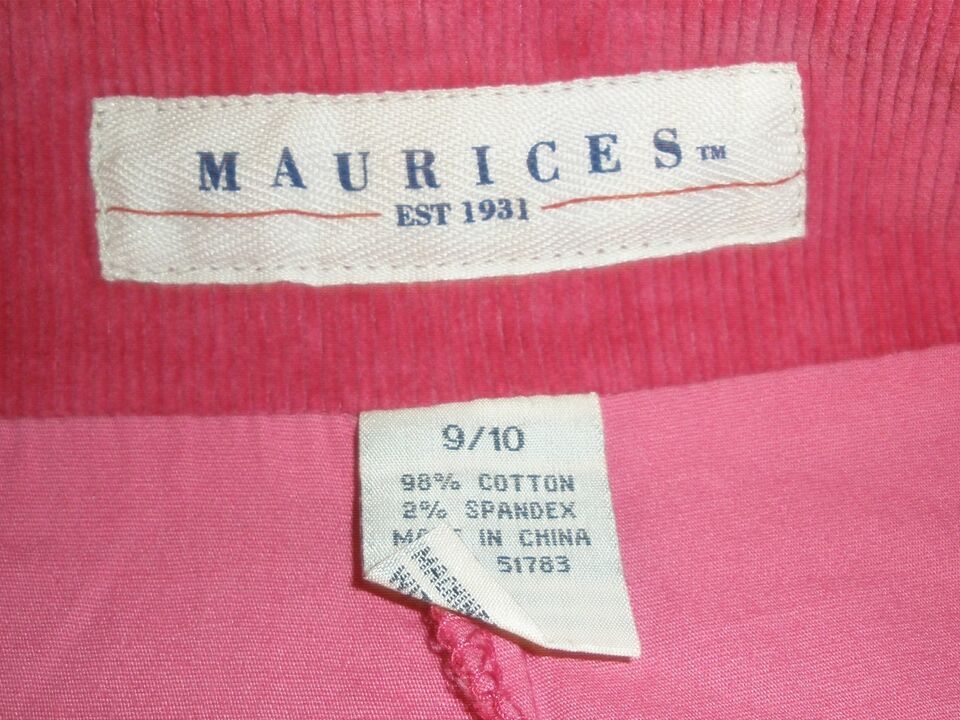 MAURICES™
EST 1931
9/10
98% COTTON
2% SPANDEX
IN CHINA
51783